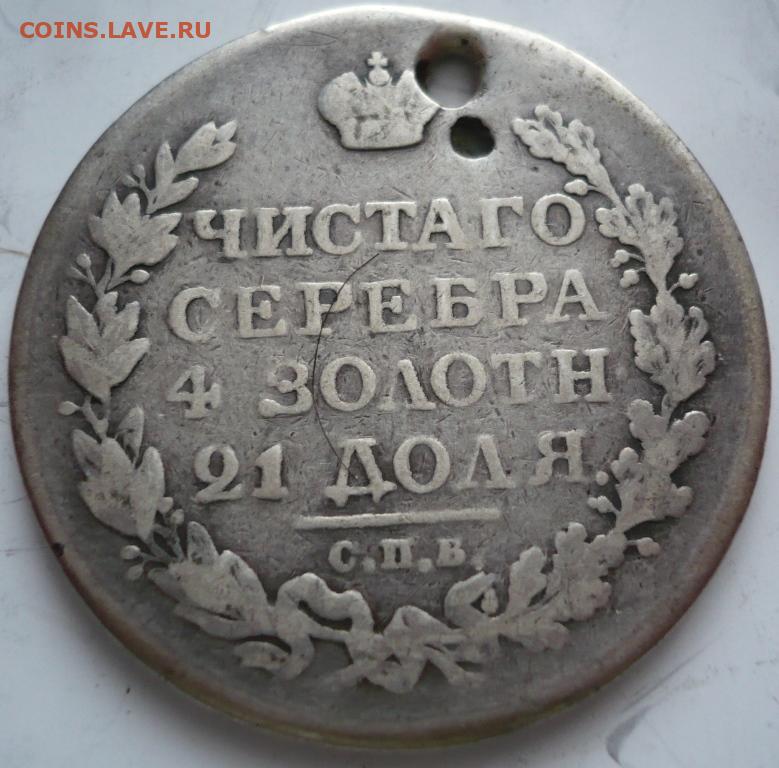 COINS.LAVE.RU
ЧИСТАГО
СЕРЕБРА
4 ЗОЛОТН
21 ДОЛЯ.
С.П.Б.